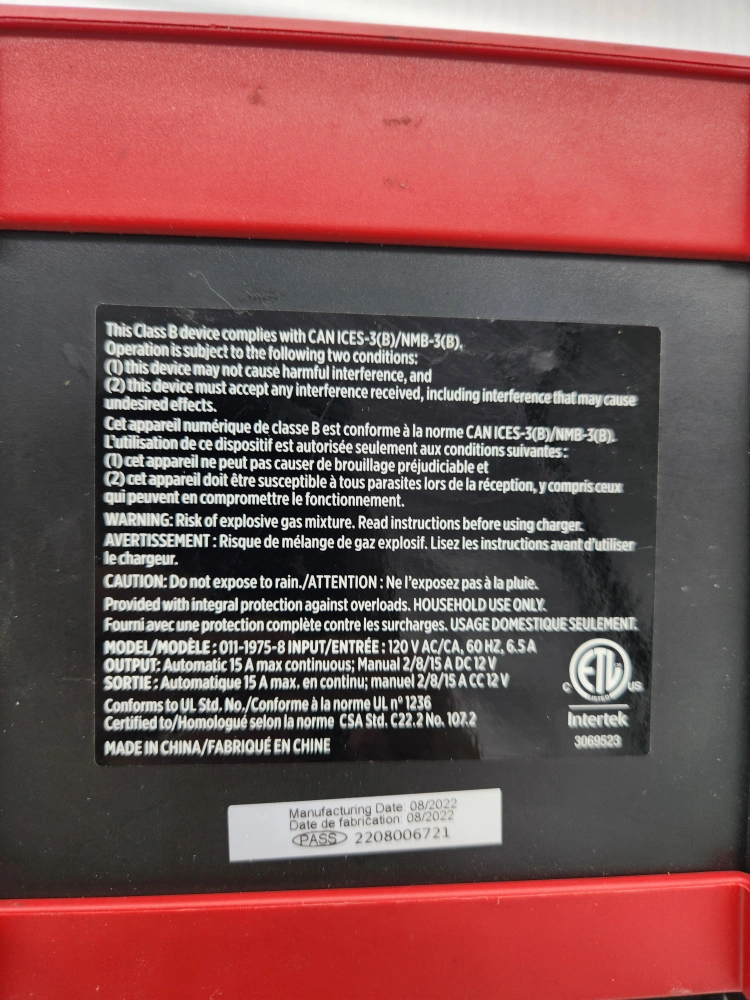 This Class B device complies with CAN ICES-3(B)/NMB-3(B).
Operation is subject to the following two conditions:
(1) this device may not cause harmful interference, and
(2) this device must accept any interference received, including interference that may cause
undesired effects.
Cet appareil numérique de classe B est conforme à la norme CAN ICES-3(B)/NMB-3(B).
L'utilisation de ce dispositif est autorisée seulement aux conditions suivantes :
(1) cet appareil ne peut pas causer de brouillage préjudiciable et
(2) cet appareil doit être susceptible à tous parasites lors de la réception, y compris ceux
qui peuvent en compromettre le fonctionnement.
WARNING: Risk of explosive gas mixture. Read instructions before using charger.
AVERTISSEMENT : Risque de mélange de gaz explosif. Lisez les instructions avant d'utiliser
le chargeur.
CAUTION: Do not expose to rain./ATTENTION : Ne l'exposez pas à la pluie.
Provided with integral protection against overloads. HOUSEHOLD USE ONLY.
Fourni avec une protection complète contre les surcharges. USAGE DOMESTIQUE SEULEMENT.
MODEL/MODÈLE : 011-1975-8 INPUT/ENTRÉE : 120 V AC/CA, 60 HZ, 6.5 A
OUTPUT: Automatic 15 A max continuous; Manual 2/8/15 A DC 12 V
SORTIE : Automatique 15 A max. en continu; manuel 2/8/15 A CC 12 V
Conforms to UL Std. No./Conforme à la norme UL n° 1236
Certified to/Homologué selon la norme CSA Std. C22.2 No. 107.2
MADE IN CHINA/FABRIQUÉ EN CHINE
ETL
C US
LISTED
Intertek
3069523
Manufacturing Date: 08/2022
Date de fabrication: 08/2022
PASS 2208006721